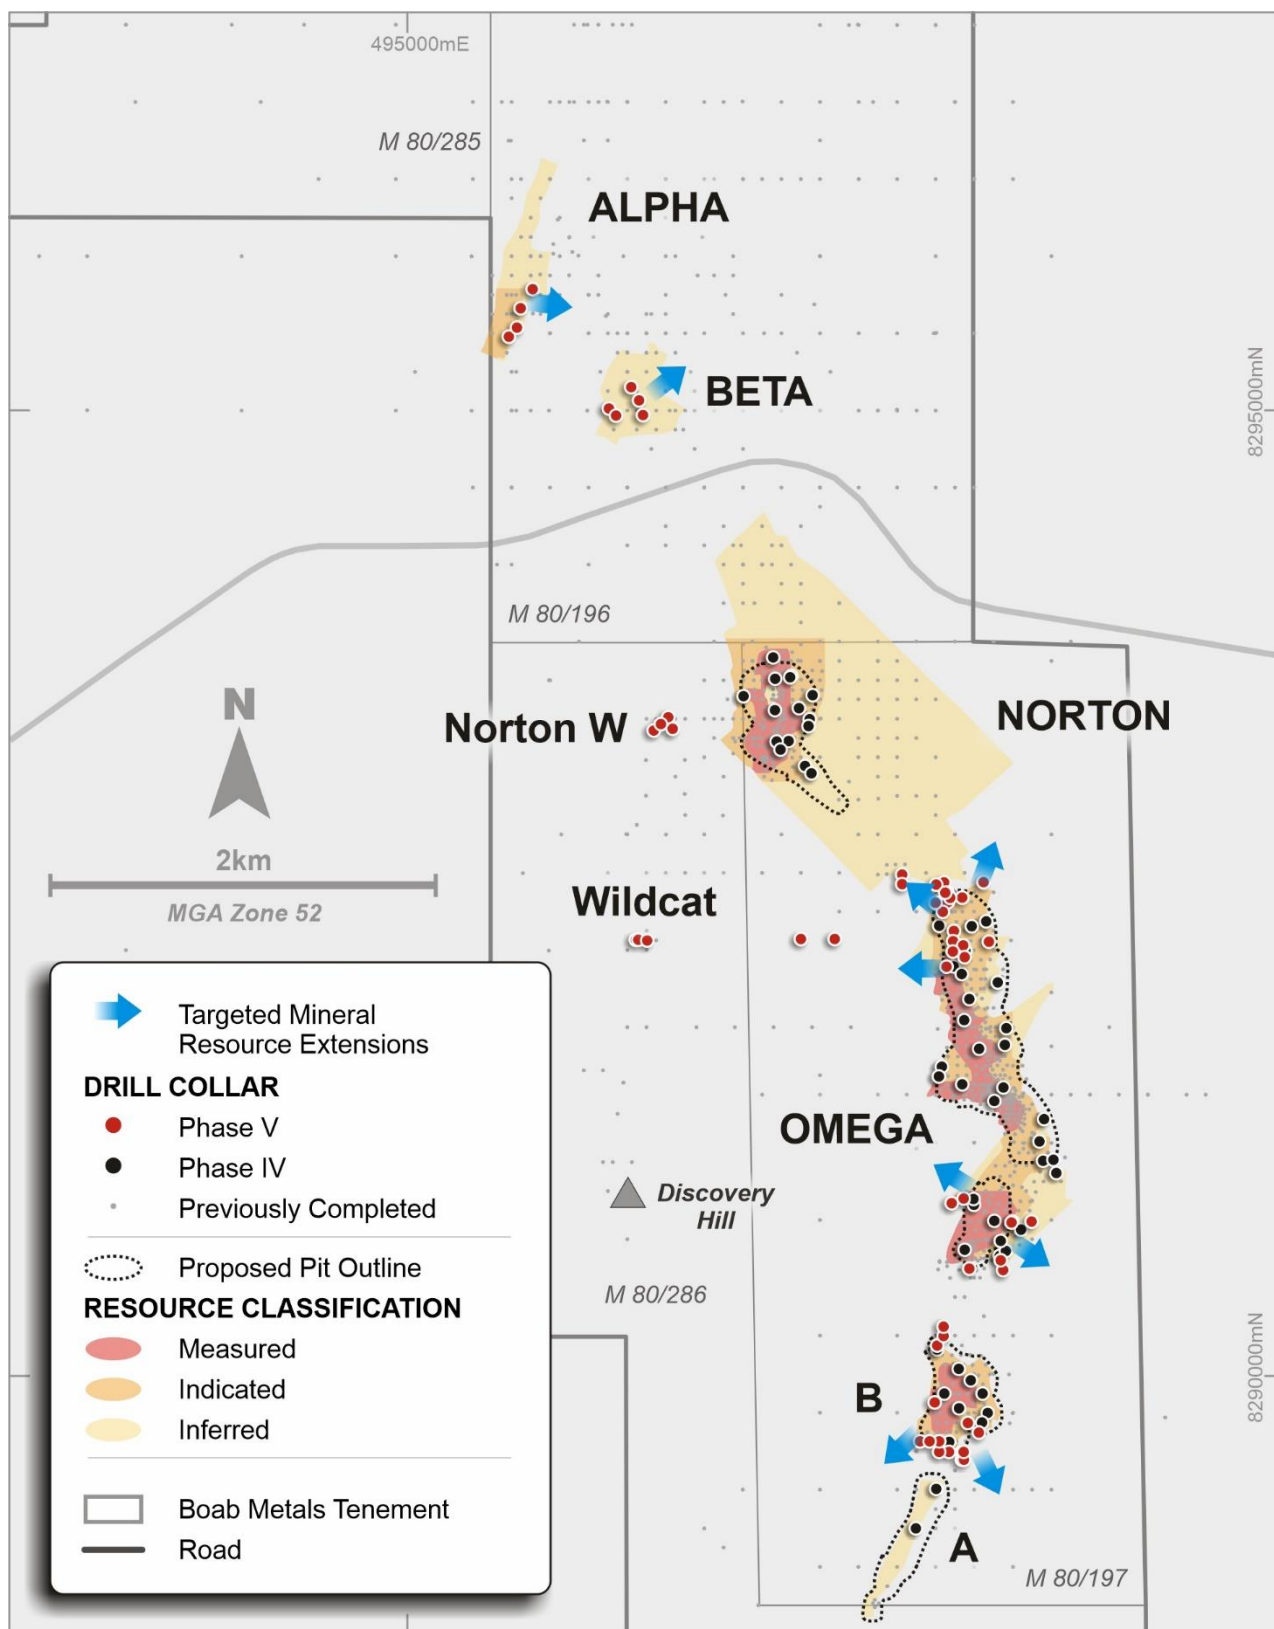 495000mE
M 80/285
ALPHA
BETA
8295000mN
M 80/196
N
Norton W
NORTON
2km
MGA Zone 52
Wildcat
Targeted Mineral
Resource Extensions
DRILL COLLAR
Phase V
Phase IV
Previously Completed
Proposed Pit Outline
RESOURCE CLASSIFICATION
Measured
Indicated
Inferred
Boab Metals Tenement
Road
OMEGA
Discovery
Hill
M 80/286
8290000mN
B
A
M 80/197